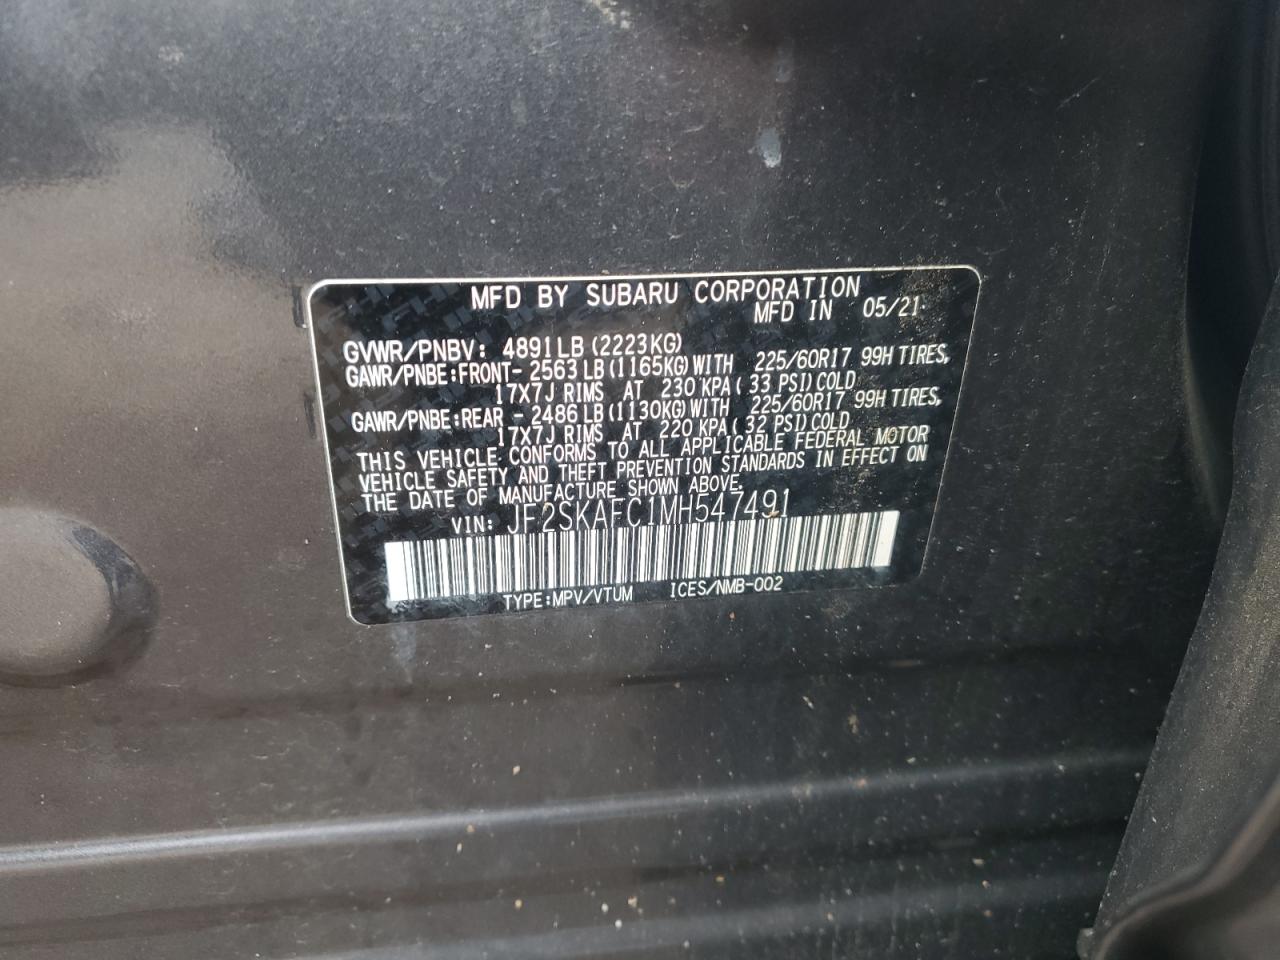 MFD BY SUBARU CORPORATION
MFD IN 05/21
GVWR/PNBV: 4891LB (2223KG)
GAWR/PNBE:FRONT- 2563 LB (1165KG) WITH 225/60R17 99H TIRES,
17X7J RIMS AT 230 KPA ( 33 PSI) COLD
GAWR/PNBE:REAR - 2486 LB (1130KG) WITH 225/60R17 99H TIRES,
17X7J RIMS AT 220 KPA ( 32 PSI) COLD
THIS VEHICLE CONFORMS TO ALL APPLICABLE FEDERAL MOTOR
VEHICLE SAFETY AND THEFT PREVENTION STANDARDS IN EFFECT ON
THE DATE OF MANUFACTURE SHOWN ABOVE.
VIN: JF2SKAFC1MH547491
TYPE:MPV/VTUM ICES/NMB-002